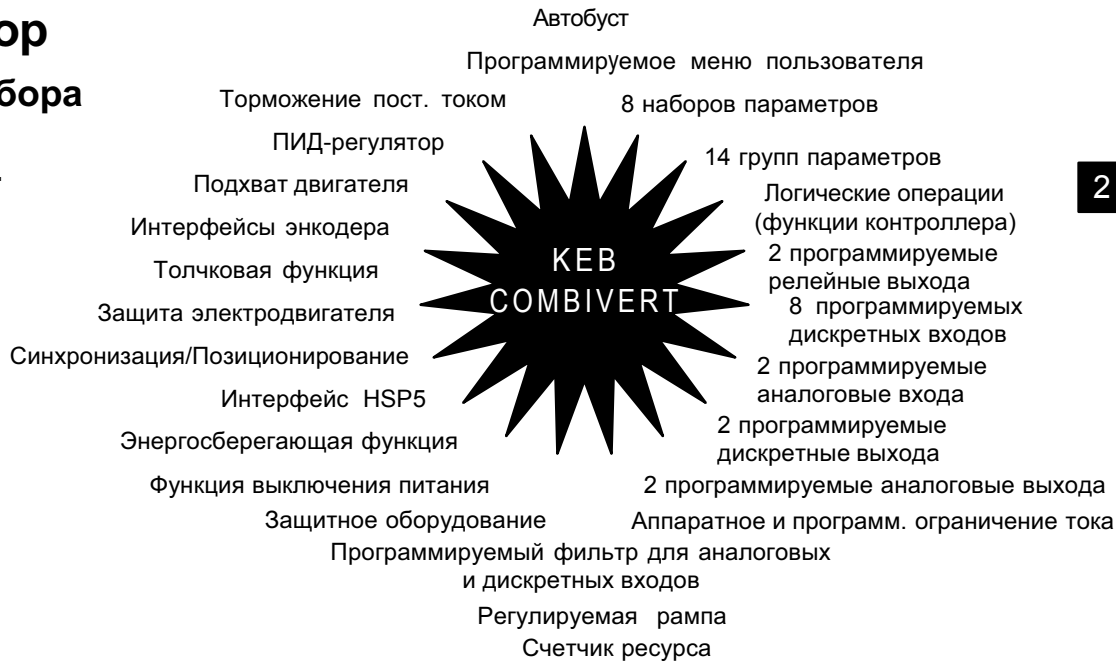 ор
бора
Автобуст
Программируемое меню пользователя
Торможение пост. током
8 наборов параметров
ПИД-регулятор
14 групп параметров
Подхват двигателя
Логические операции
(функции контроллера)
2
Интерфейсы энкодера
2 программируемые
релейные выхода
Толчковая функция
KEB
COMBIVERT
8 программируемых
дискретных входов
Защита электродвигателя
Синхронизация/Позиционирование
2 программируемые
аналоговые входа
Интерфейс HSP5
2 программируемые
дискретные выхода
Энергосберегающая функция
Функция выключения питания
2 программируемые аналоговые выхода
Защитное оборудование
Аппаратное и программ. ограничение тока
Программируемый фильтр для аналоговых
и дискретных входов
Регулируемая рампа
Счетчик ресурса